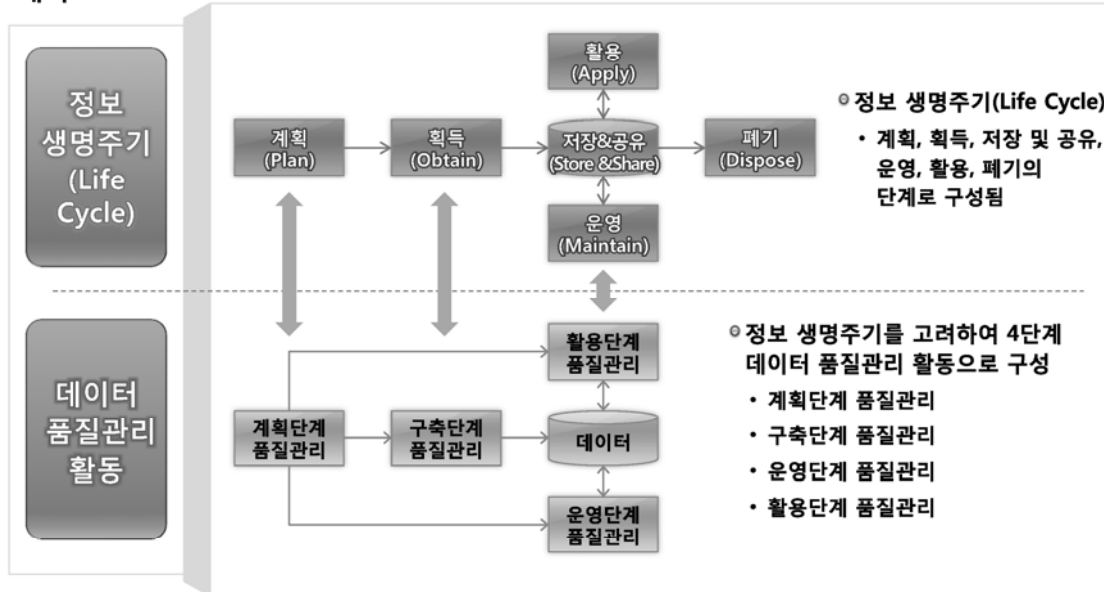 정보
생명주기
(Life
Cycle)
활용
(Apply)
계획
(Plan)
획득
(Obtain)
저장&공유
(Store &Share)
폐기
(Dispose)
운영
(Maintain)
정보 생명주기(Life Cycle)
• 계획, 획득, 저장 및 공유,
운영, 활용, 폐기의
단계로 구성됨
데이터
품질관리
활동
활용단계
품질관리
계획단계
품질관리
구축단계
품질관리
데이터
운영단계
품질관리
정보 생명주기를 고려하여 4단계
데이터 품질관리 활동으로 구성
• 계획단계 품질관리
• 구축단계 품질관리
• 운영단계 품질관리
• 활용단계 품질관리